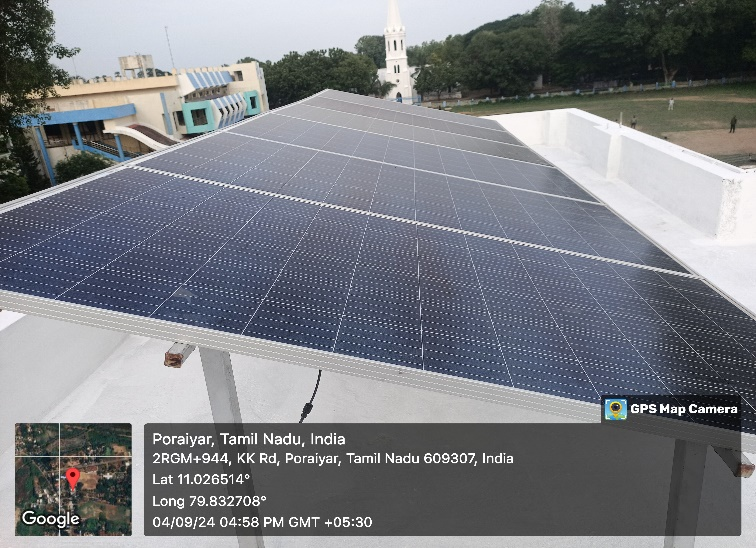 GPS Map Camera
Poraiyar, Tamil Nadu, India
2RGM+944, KK Rd, Poraiyar, Tamil Nadu 609307, India
Lat 11.026514°
Long 79.832708°
04/09/24 04:58 PM GMT +05:30
Google